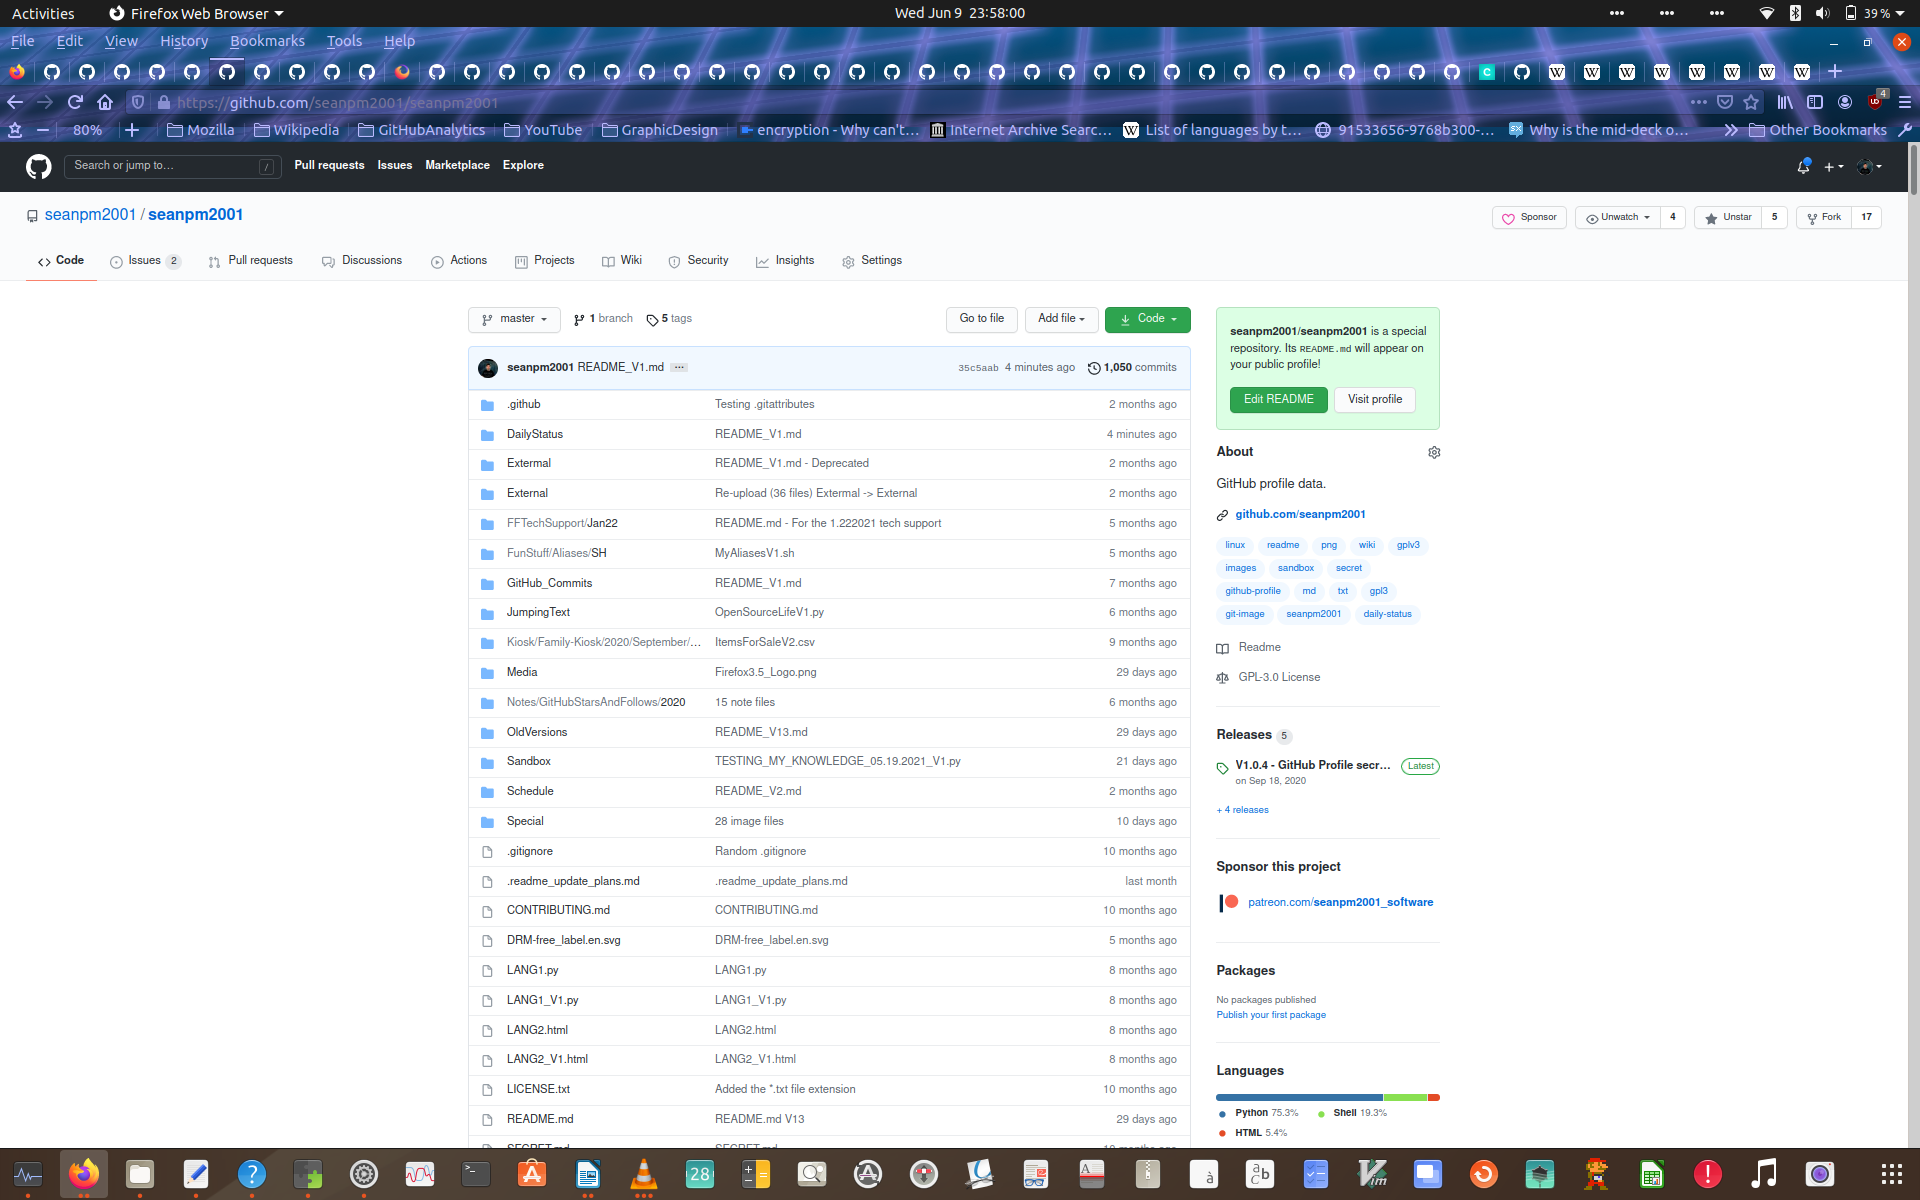 Activities Firefox Web Browser Wed Jun 9 23:58:00 39 %
File Edit View History Bookmarks Tools Help
https://github.com/seanpm2001/seanpm2001 4
80% Mozilla Wikipedia GitHubAnalytics YouTube GraphicDesign encryption - Why can't… Internet Archive Searc… List of languages by t… 91533656-9768b300-… Why is the mid-deck o… Other Bookmarks
Search or jump to… / Pull requests Issues Marketplace Explore
seanpm2001 / seanpm2001 Sponsor Unwatch 4 Unstar 5 Fork 17
Code Issues 2 Pull requests Discussions Actions Projects Wiki Security Insights Settings
master 1 branch 5 tags Go to file Add file Code
seanpm2001 README_V1.md ... 35c5aab 4 minutes ago 1,050 commits
.github Testing .gitattributes 2 months ago
DailyStatus README_V1.md 4 minutes ago
Extermal README_V1.md - Deprecated 2 months ago
External Re-upload (36 files) Extermal -> External 2 months ago
FFTechSupport/Jan22 README.md - For the 1.222021 tech support 5 months ago
FunStuff/Aliases/SH MyAliasesV1.sh 5 months ago
GitHub_Commits README_V1.md 7 months ago
JumpingText OpenSourceLifeV1.py 6 months ago
Kiosk/Family-Kiosk/2020/September/… ItemsForSaleV2.csv 9 months ago
Media Firefox3.5_Logo.png 29 days ago
Notes/GitHubStarsAndFollows/2020 15 note files 6 months ago
OldVersions README_V13.md 29 days ago
Sandbox TESTING_MY_KNOWLEDGE_05.19.2021_V1.py 21 days ago
Schedule README_V2.md 2 months ago
Special 28 image files 10 days ago
.gitignore Random .gitignore 10 months ago
.readme_update_plans.md .readme_update_plans.md last month
CONTRIBUTING.md CONTRIBUTING.md 10 months ago
DRM-free_label.en.svg DRM-free_label.en.svg 5 months ago
LANG1.py LANG1.py 8 months ago
LANG1_V1.py LANG1_V1.py 8 months ago
LANG2.html LANG2.html 8 months ago
LANG2_V1.html LANG2_V1.html 8 months ago
LICENSE.txt Added the *.txt file extension 10 months ago
README.md README.md V13 29 days ago
SECRET.md SECRET.md 10 months ago
seanpm2001/seanpm2001 is a special
repository. Its README.md will appear on
your public profile!
Edit README Visit profile
About
GitHub profile data.
github.com/seanpm2001
linux readme png wiki gplv3
images sandbox secret
github-profile md txt gpl3
git-image seanpm2001 daily-status
Readme
GPL-3.0 License
Releases 5
V1.0.4 - GitHub Profile secr... Latest
on Sep 18, 2020
+ 4 releases
Sponsor this project
patreon.com/seanpm2001_software
Packages
No packages published
Publish your first package
Languages
Python 75.3% Shell 19.3%
HTML 5.4%
28